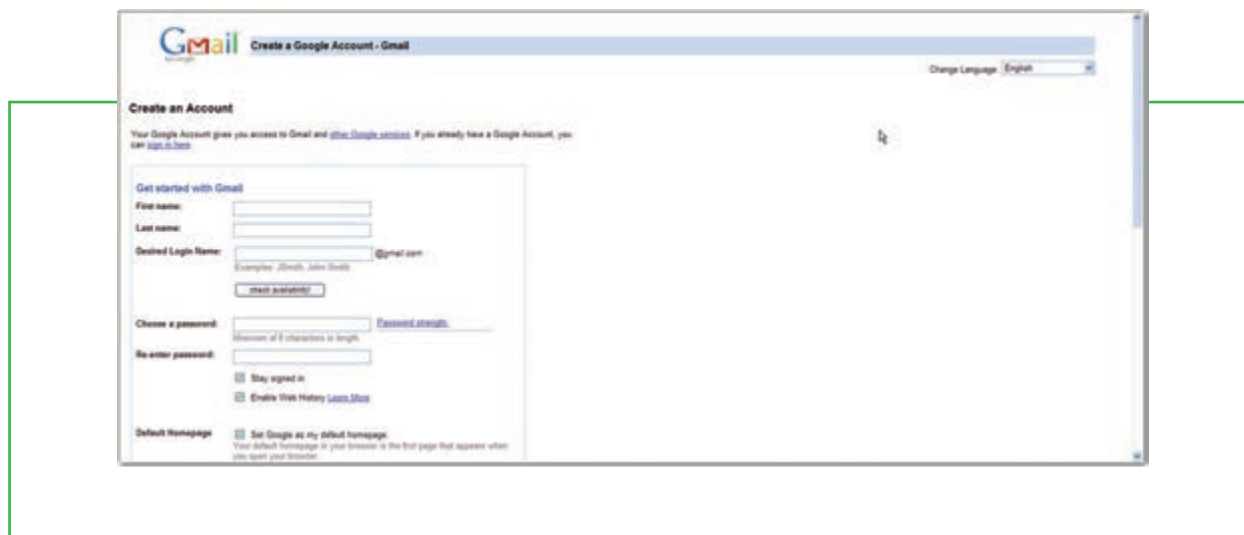 Gmail
by Google
Create a Google Account - Gmail
Change Language: English
Create an Account
Your Google Account gives you access to Gmail and other Google services. If you already have a Google Account, you
can sign in here.
Get started with Gmail
First name:
Last name:
Desired Login Name:
@gmail.com
Examples: JSmith, John.Smith
check availability!
Choose a password:
Password strength:
Minimum of 8 characters in length.
Re-enter password:
Stay signed in
Enable Web History Learn More
Default Homepage
Set Google as my default homepage.
Your default homepage in your browser is the first page that appears when
you open your browser.